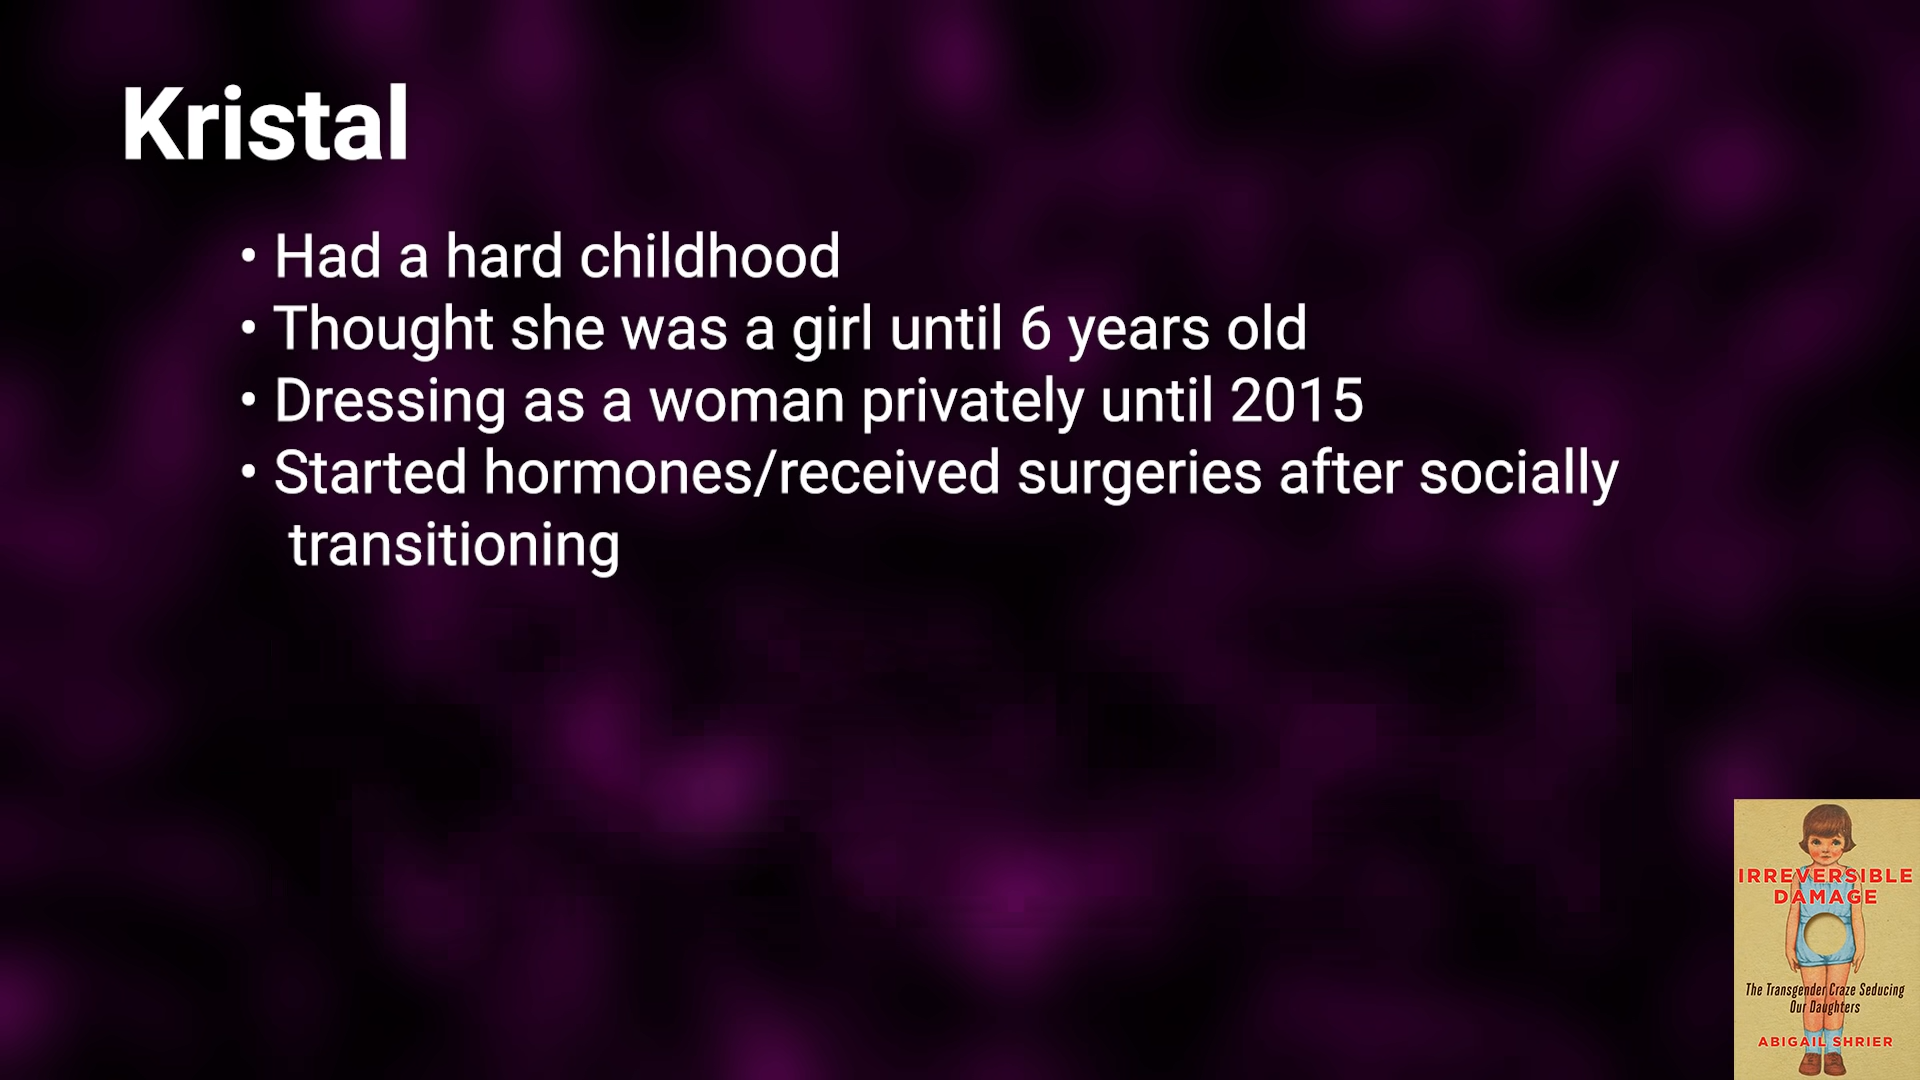 Kristal
• Had a hard childhood
• Thought she was a girl until 6 years old
• Dressing as a woman privately until 2015
• Started hormones/received surgeries after socially
transitioning
IRREVERSIBLE
DAMAGE
The Transgender Craze Seducing
Our Daughters
ABIGAIL SHRIER